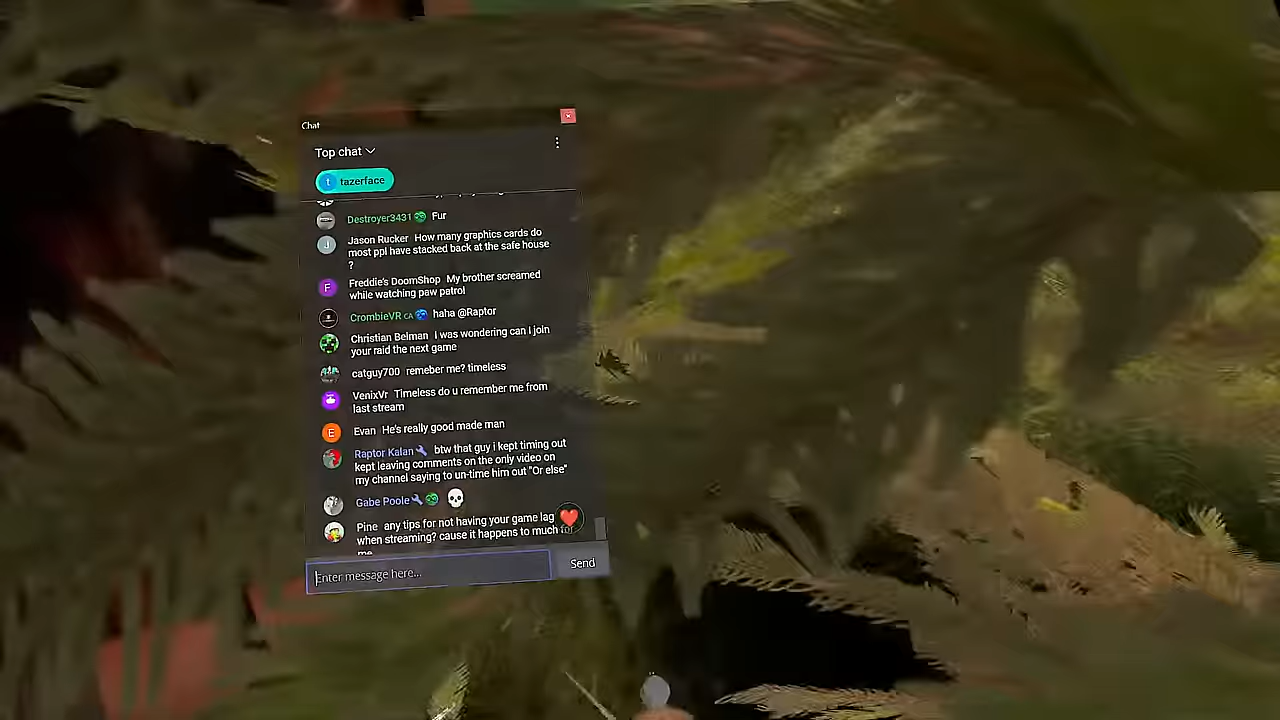 Chat
Top chat
t tazerface
Destroyer3431 Fur
J Jason Rucker How many graphics cards do
most ppl have stacked back at the safe house
?
F Freddie's DoomShop My brother screamed
while watching paw patrol
CrombieVR CA haha @Raptor
Christian Belman I was wondering can I join
your raid the next game
catguy700 remeber me? timeless
VenixVr Timeless do u remember me from
last stream
E Evan He's really good made man
Raptor Kalan btw that guy i kept timing out
kept leaving comments on the only video on
my channel saying to un-time him out "Or else"
Gabe Poole
Pine any tips for not having your game lag
when streaming? cause it happens to much for
me
Enter message here...
Send